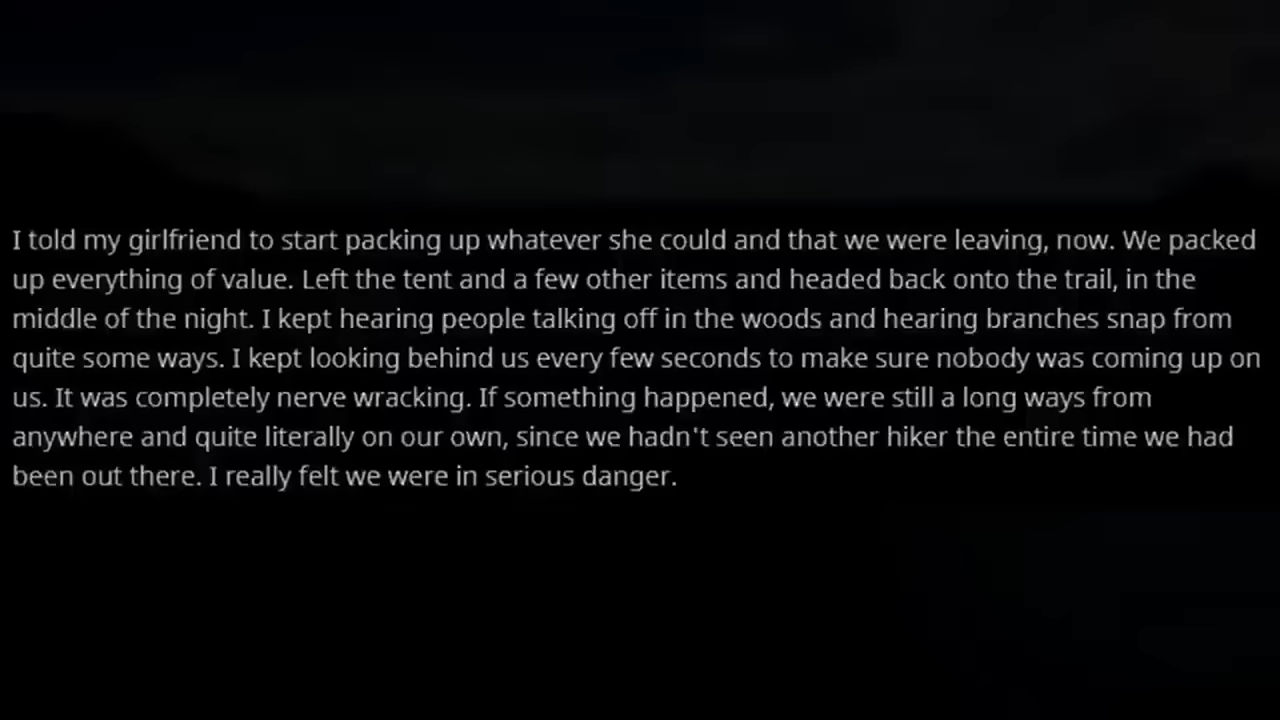 I told my girlfriend to start packing up whatever she could and that we were leaving, now. We packed
up everything of value. Left the tent and a few other items and headed back onto the trail, in the
middle of the night. I kept hearing people talking off in the woods and hearing branches snap from
quite some ways. I kept looking behind us every few seconds to make sure nobody was coming up on
us. It was completely nerve wracking. If something happened, we were still a long ways from
anywhere and quite literally on our own, since we hadn't seen another hiker the entire time we had
been out there. I really felt we were in serious danger.